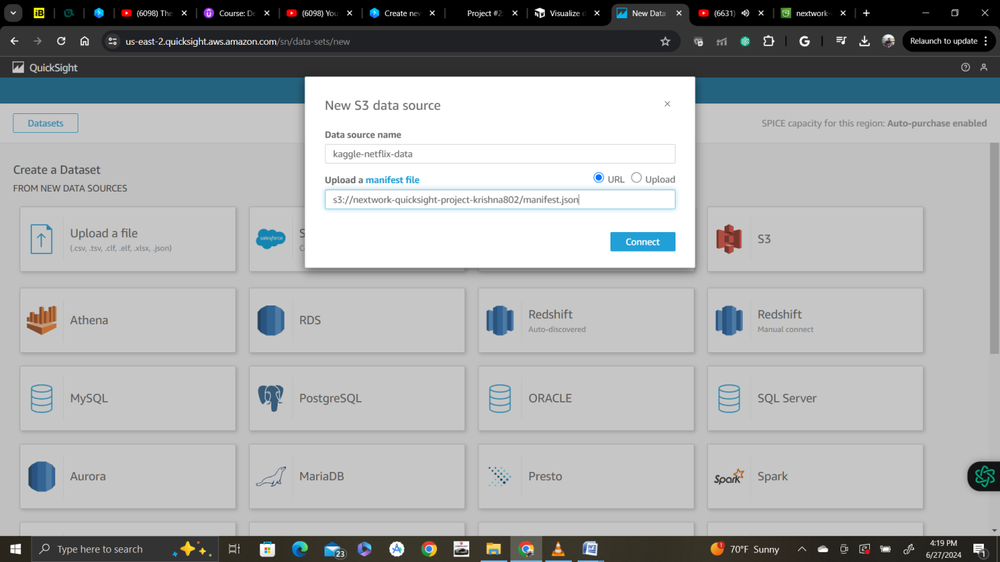 iB
(6098) The
Course: De
(6098) You
Create new
Project #2:
Visualize d
New Data
(6631)
nextwork-
us-east-2.quicksight.aws.amazon.com/sn/data-sets/new
G
Relaunch to update
QuickSight
Datasets
SPICE capacity for this region: Auto-purchase enabled
New S3 data source
Data source name
kaggle-netflix-data
Upload a manifest file
URL
Upload
s3://nextwork-quicksight-project-krishna802/manifest.json
Connect
Create a Dataset
FROM NEW DATA SOURCES
Upload a file
(.csv, .tsv, .clf, .elf, .xlsx, .json)
salesforce
S3
Athena
RDS
Redshift
Auto-discovered
Redshift
Manual connect
MySQL
PostgreSQL
ORACLE
SQL Server
Aurora
MariaDB
Presto
Spark
Spark
Type here to search
23
1
70°F Sunny
4:19 PM
6/27/2024
1